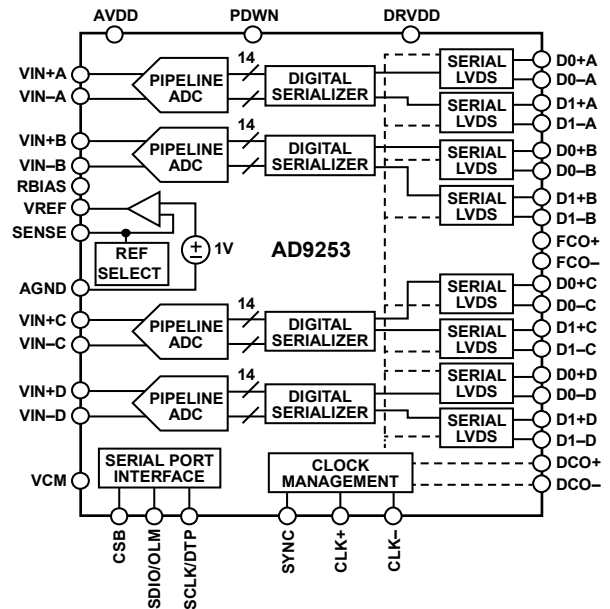 AVDD
PDWN
DRVDD
VIN+A
VIN–A
PIPELINE
ADC
14
DIGITAL
SERIALIZER
SERIAL
LVDS
D0+A
D0–A
SERIAL
LVDS
D1+A
D1–A
VIN+B
VIN–B
PIPELINE
ADC
14
DIGITAL
SERIALIZER
SERIAL
LVDS
D0+B
D0–B
SERIAL
LVDS
D1+B
D1–B
RBIAS
VREF
SENSE
REF
SELECT
1V
AGND
AD9253
FCO+
FCO–
VIN+C
VIN–C
PIPELINE
ADC
14
DIGITAL
SERIALIZER
SERIAL
LVDS
D0+C
D0–C
SERIAL
LVDS
D1+C
D1–C
VIN+D
VIN–D
PIPELINE
ADC
14
DIGITAL
SERIALIZER
SERIAL
LVDS
D0+D
D0–D
SERIAL
LVDS
D1+D
D1–D
VCM
SERIAL PORT
INTERFACE
CLOCK
MANAGEMENT
DCO+
DCO–
CSB
SDIO/OLM
SCLK/DTP
SYNC
CLK+
CLK–